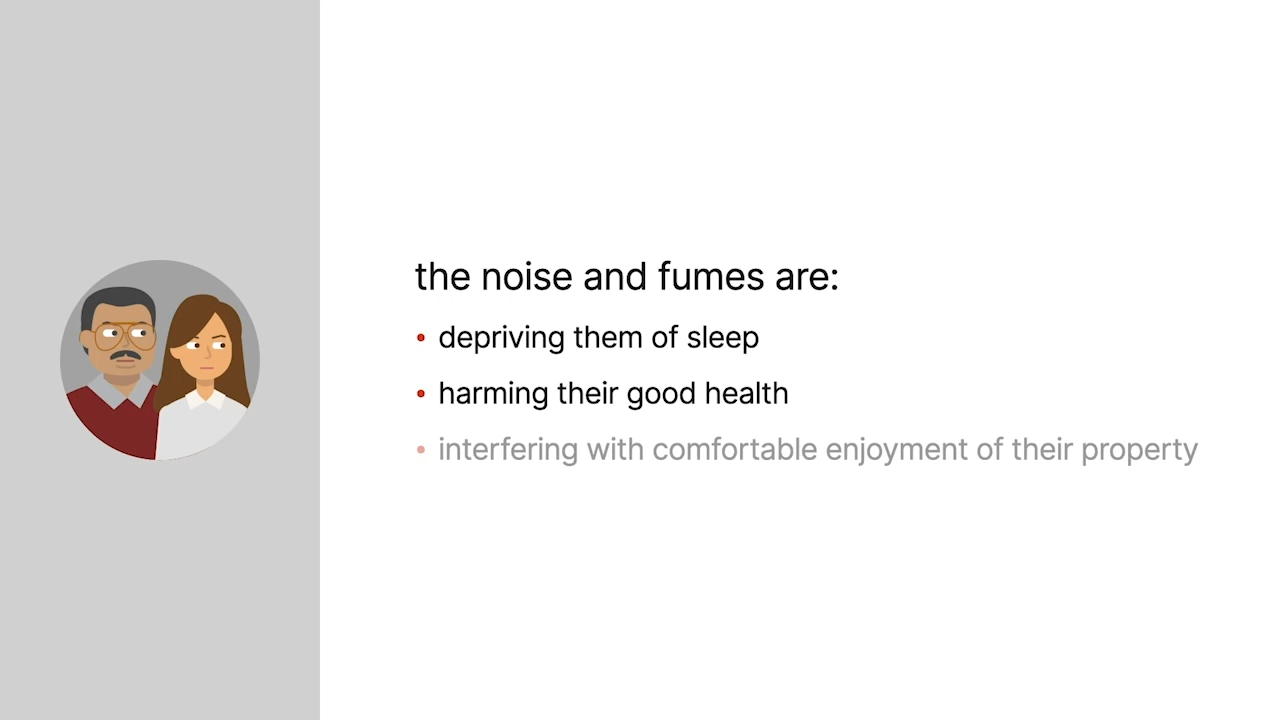 the noise and fumes are:
• depriving them of sleep
• harming their good health
• interfering with comfortable enjoyment of their property